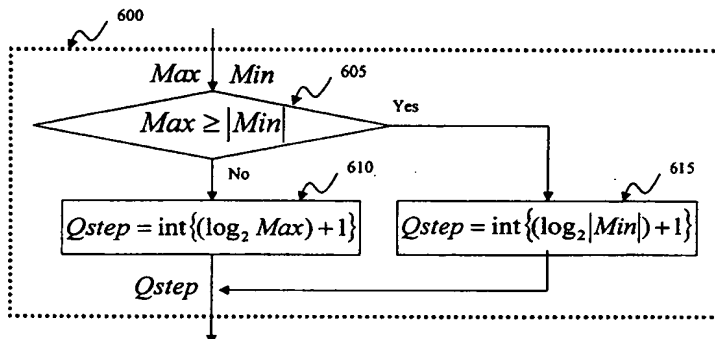 600
Max Min
605
Max ≥ |Min|
Yes
No
610
615
Qstep = int{(log₂ Max) + 1}
Qstep = int{(log₂|Min|) + 1}
Qstep